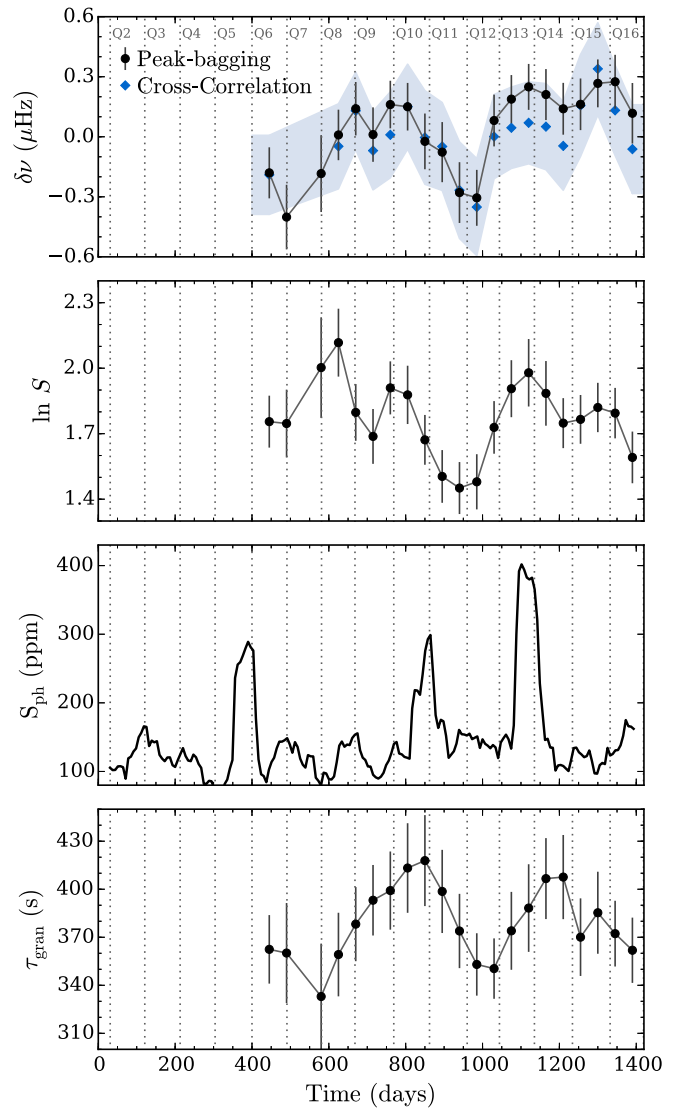 Q2 Q3 Q4 Q5 Q6 Q7 Q8 Q9 Q10 Q11 Q12 Q13 Q14 Q15 Q16
Peak-bagging
Cross-Correlation
0.6
0.3
0.0
−0.3
−0.6
δν (μHz)
2.3
2.0
1.7
1.4
ln S
400
300
200
100
S_ph (ppm)
430
400
370
340
310
τ_gran (s)
0 200 400 600 800 1000 1200 1400
Time (days)